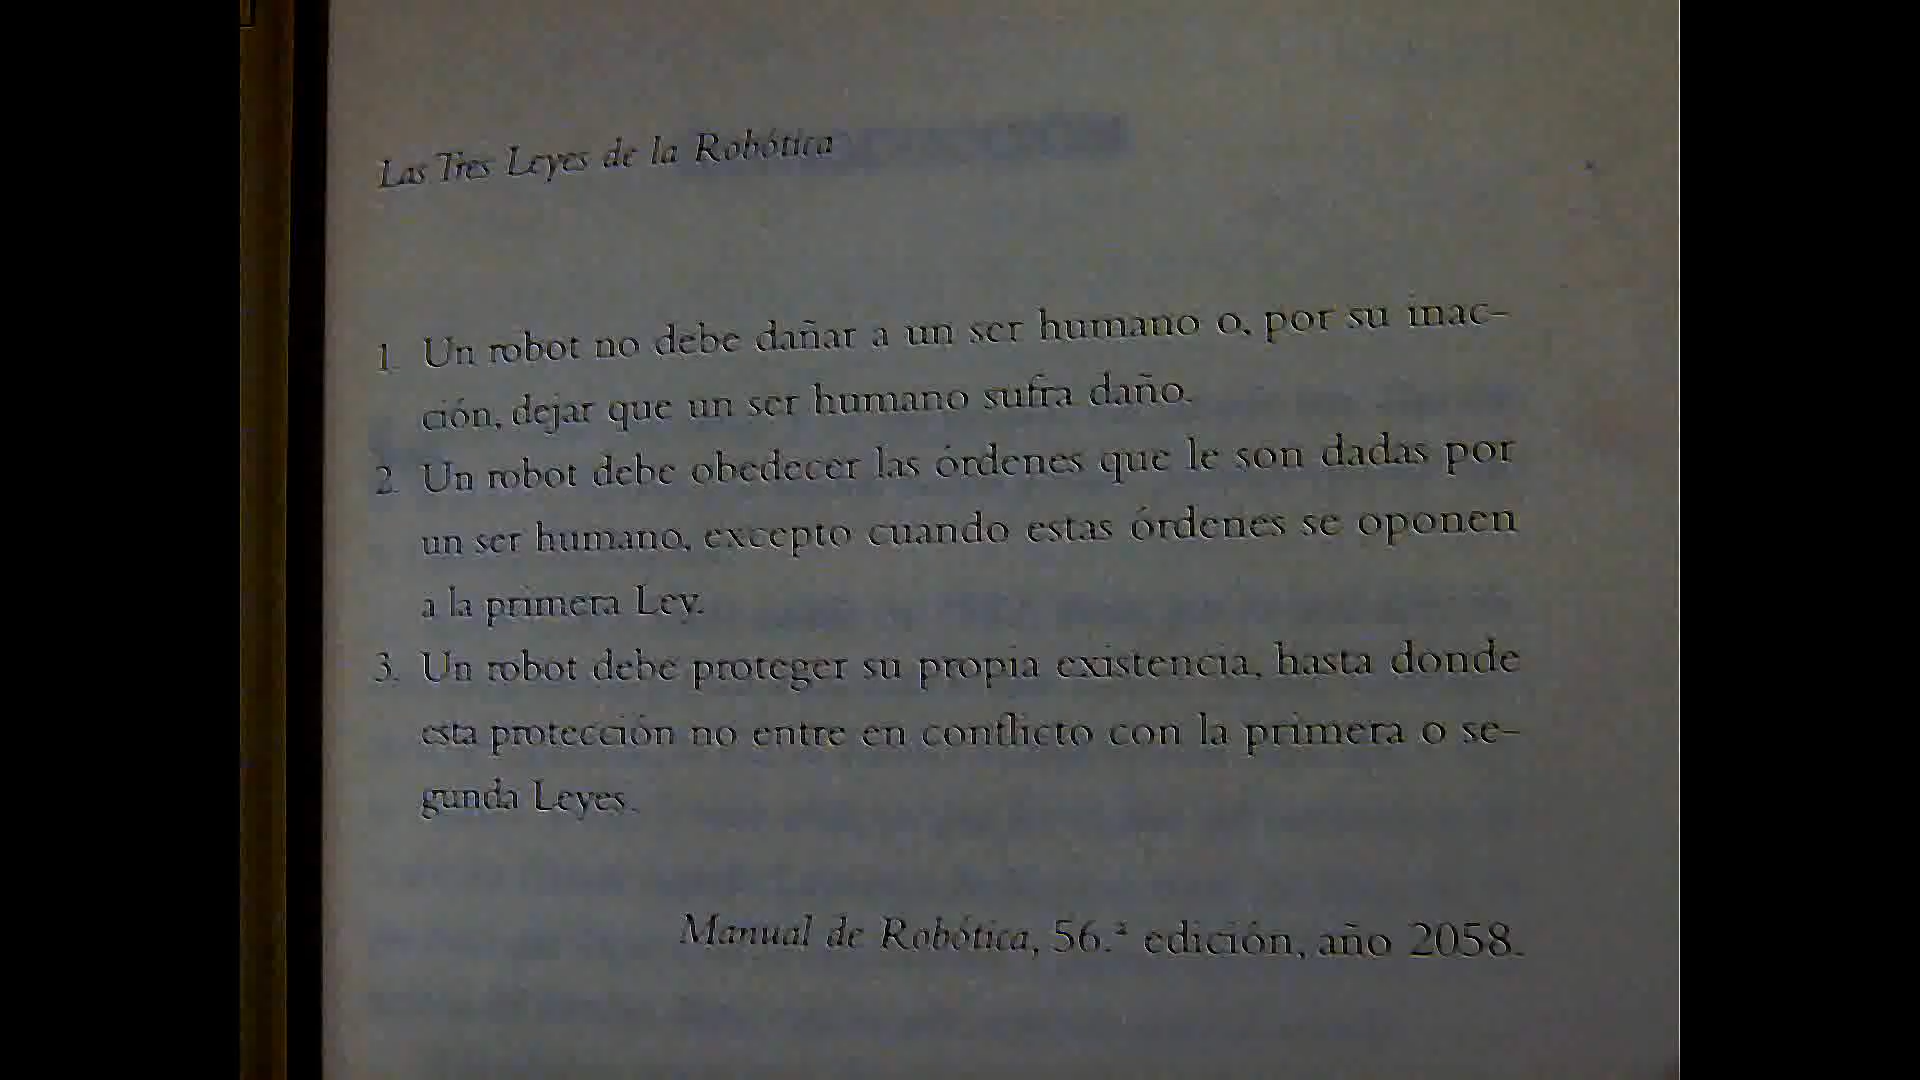 Las Tres Leyes de la Robótica
1. Un robot no debe dañar a un ser humano o, por su inac-
ción, dejar que un ser humano sufra daño.
2. Un robot debe obedecer las órdenes que le son dadas por
un ser humano, excepto cuando estas órdenes se oponen
a la primera Ley.
3. Un robot debe proteger su propia existencia, hasta donde
esta protección no entre en conflicto con la primera o se-
gunda Leyes.
Manual de Robótica, 56.ª edición, año 2058.